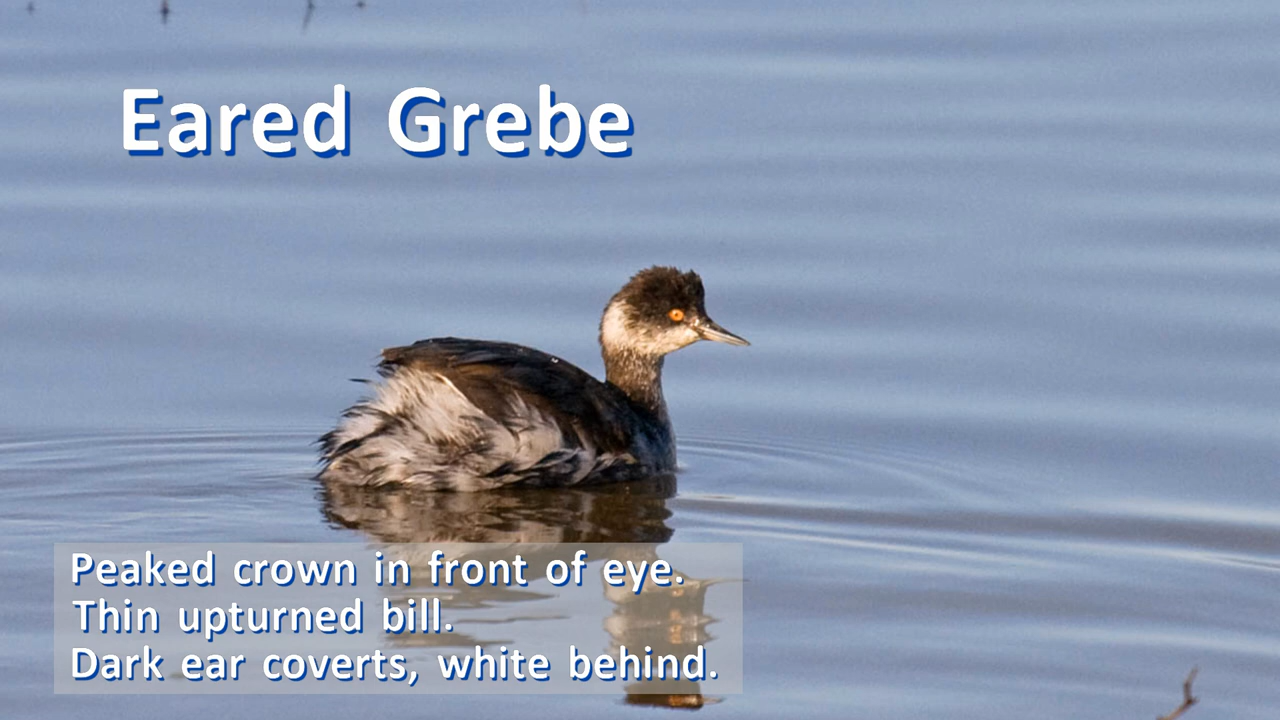 Eared Grebe
Peaked crown in front of eye.
Thin upturned bill.
Dark ear coverts, white behind.